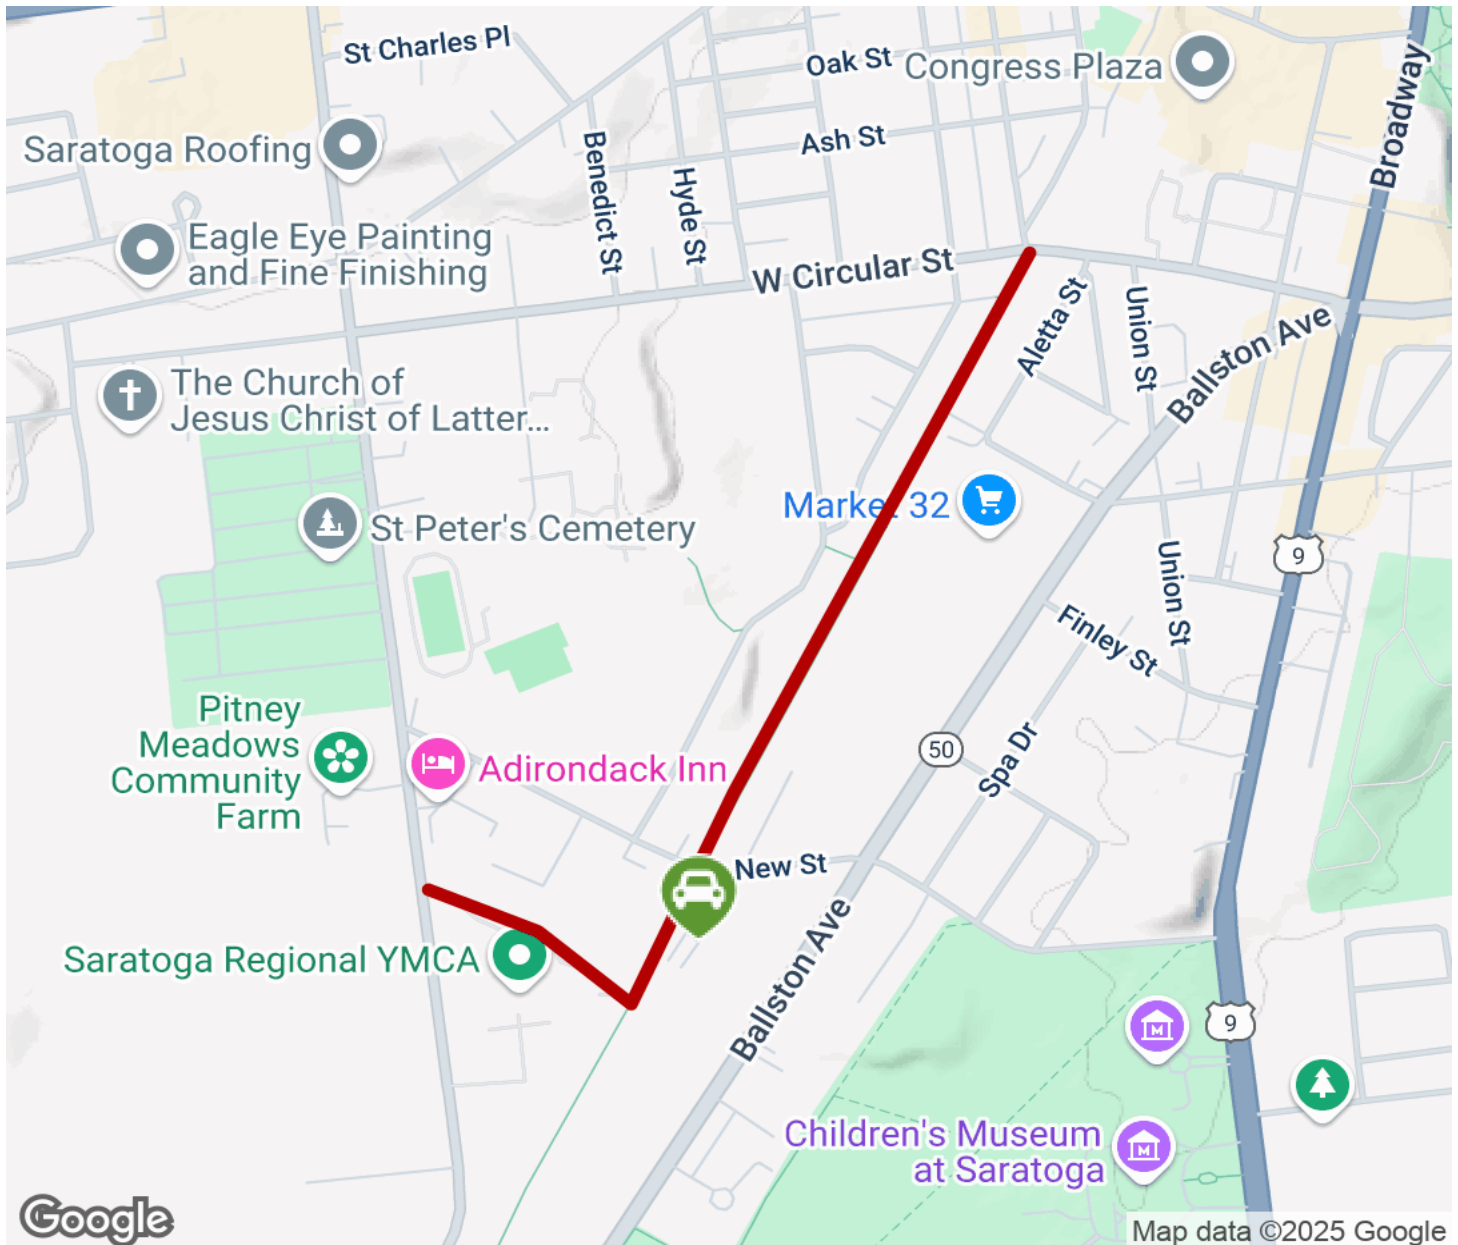 St Charles Pl
Oak St
Congress Plaza
Broadway
Saratoga Roofing
Benedict St
Ash St
Hyde St
Eagle Eye Painting
and Fine Finishing
W Circular St
Aletta St
Union St
Ballston Ave
The Church of
Jesus Christ of Latter...
Market 32
St Peter's Cemetery
9
Union St
Finley St
Pitney
Meadows
Community
Farm
Adirondack Inn
50
Spa Dr
New St
Saratoga Regional YMCA
Ballston Ave
9
M
Children's Museum
at Saratoga
M
Google
Map data ©2025 Google